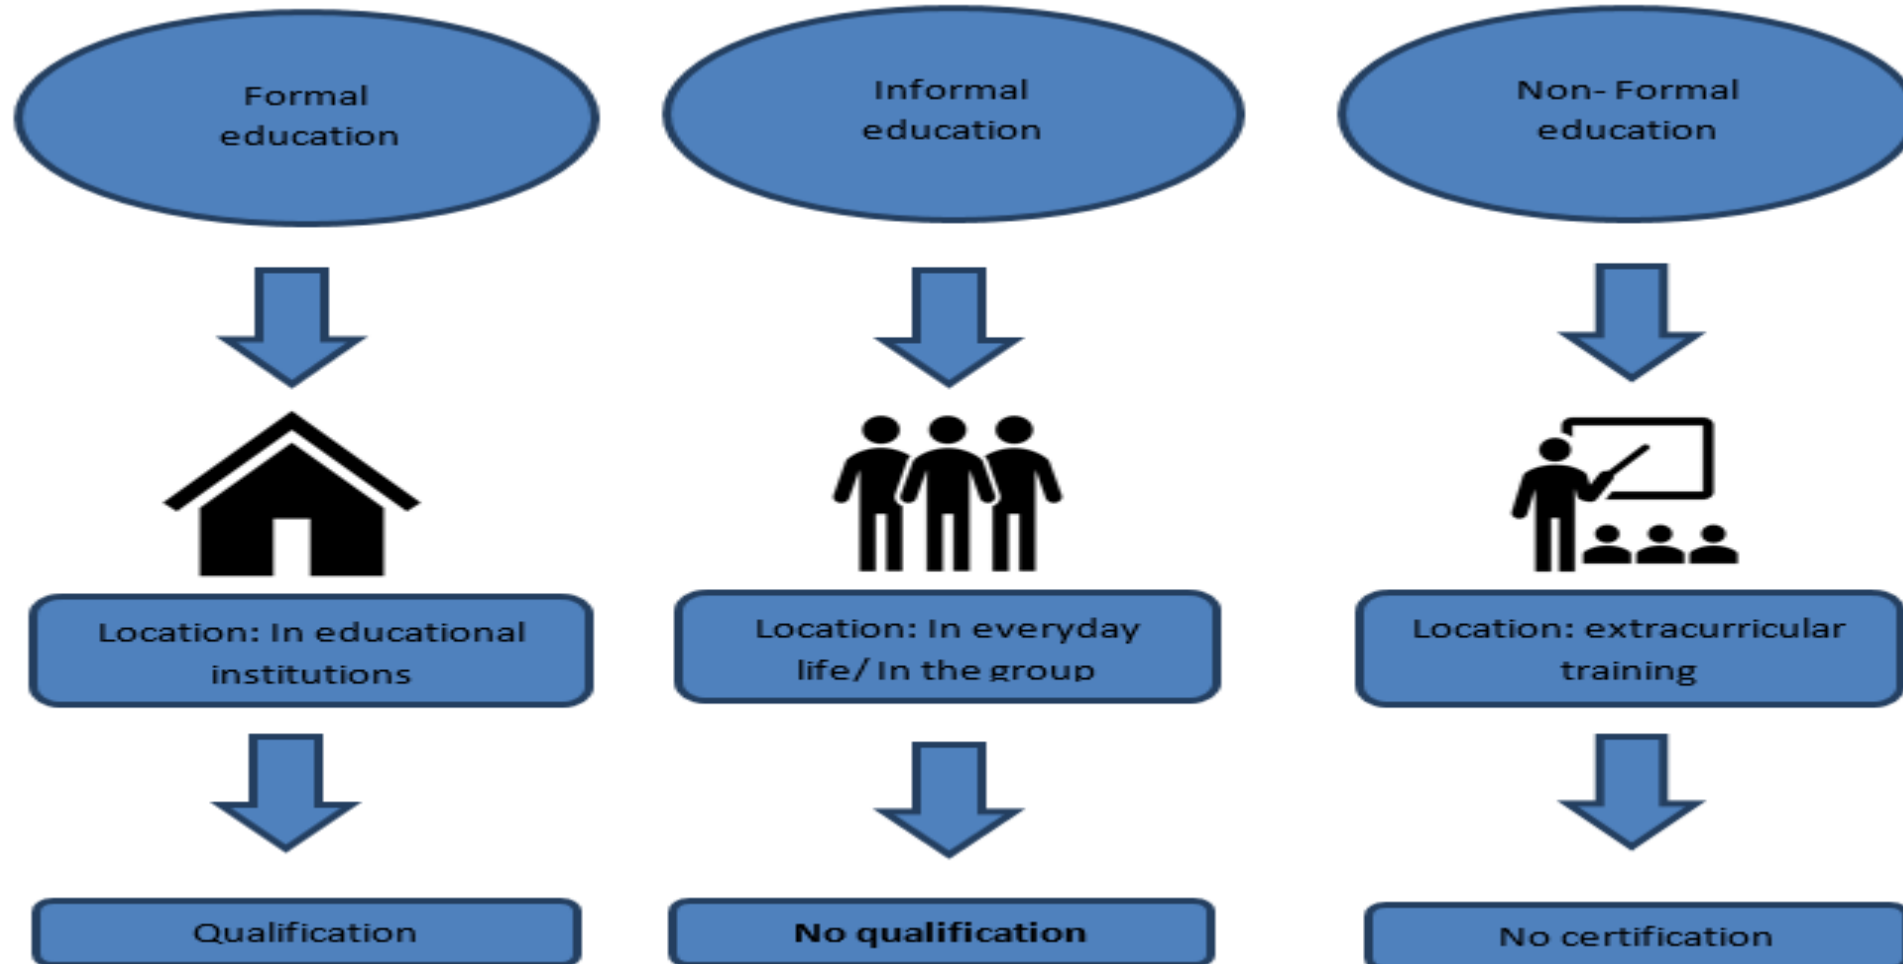 Formal
education
Informal
education
Non- Formal
education
Location: In educational
institutions
Location: In everyday
life/ In the group
Location: extracurricular
training
Qualification
No qualification
No certification